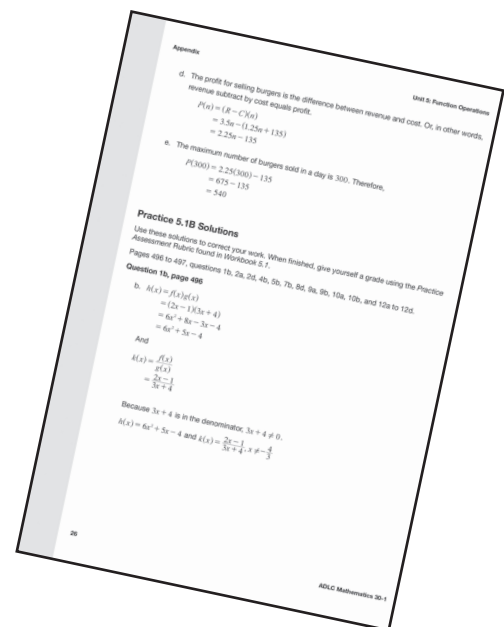 Appendix
Unit 5: Function Operations
d. The profit for selling burgers is the difference between revenue and cost. Or, in other words,
revenue subtract by cost equals profit.
P(n) = (R − C)(n)
= 3.5n − (1.25n + 135)
= 2.25n − 135
e. The maximum number of burgers sold in a day is 300. Therefore,
P(300) = 2.25(300) − 135
= 675 − 135
= 540
Practice 5.1B Solutions
Use these solutions to correct your work. When finished, give yourself a grade using the Practice
Assessment Rubric found in Workbook 5.1.
Pages 496 to 497, questions 1b, 2a, 2d, 4b, 5b, 7b, 8d, 9a, 9b, 10a, 10b, and 12a to 12d.
Question 1b, page 496
b. h(x) = f(x)g(x)
= (2x − 1)(3x + 4)
= 6x² + 8x − 3x − 4
= 6x² + 5x − 4
And
k(x) = f(x)/g(x)
= (2x − 1)/(3x + 4)
Because 3x + 4 is in the denominator, 3x + 4 ≠ 0.
h(x) = 6x² + 5x − 4 and k(x) = (2x − 1)/(3x + 4), x ≠ −4/3
26
ADLC Mathematics 30-1